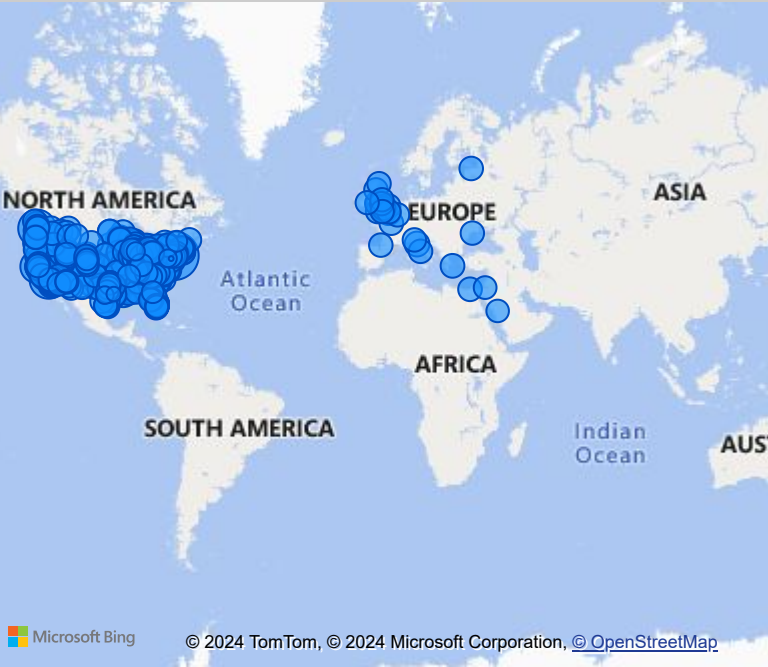 NORTH AMERICA
EUROPE
ASIA
Atlantic
Ocean
AFRICA
SOUTH AMERICA
Indian
Ocean
AUS
Microsoft Bing
© 2024 TomTom, © 2024 Microsoft Corporation, © OpenStreetMap